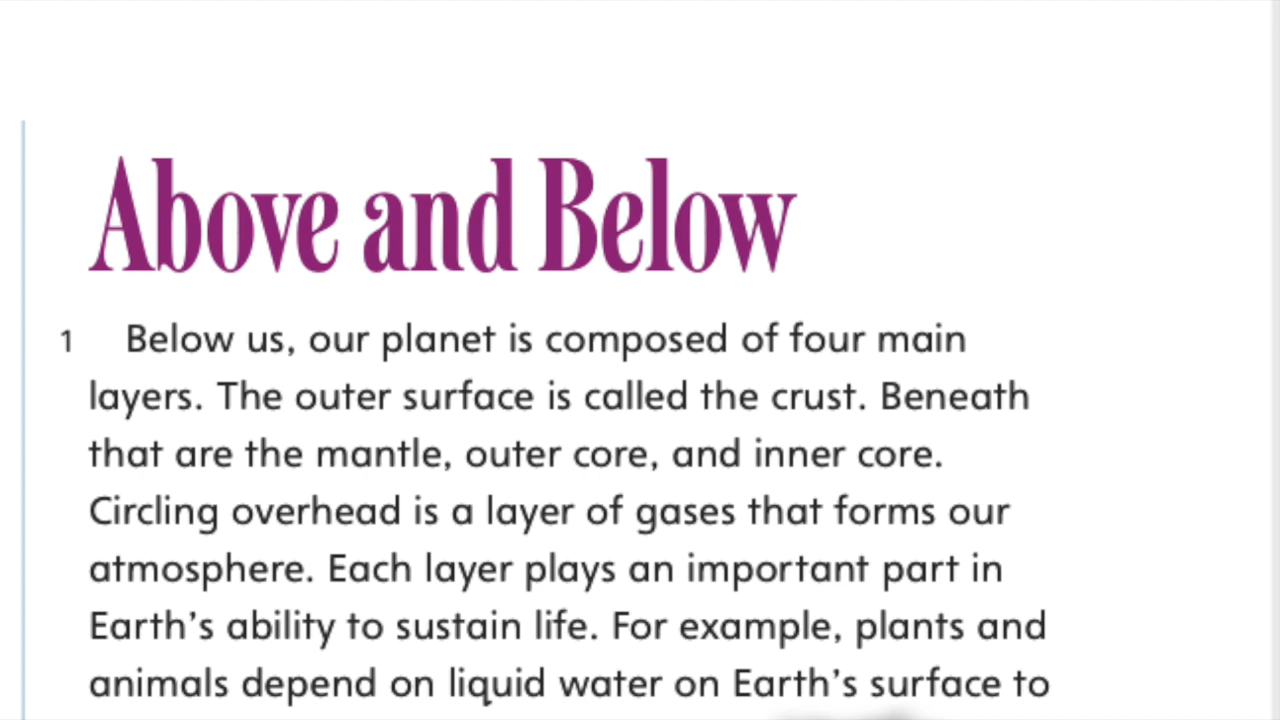 Above and Below
1 Below us, our planet is composed of four main
layers. The outer surface is called the crust. Beneath
that are the mantle, outer core, and inner core.
Circling overhead is a layer of gases that forms our
atmosphere. Each layer plays an important part in
Earth’s ability to sustain life. For example, plants and
animals depend on liquid water on Earth’s surface to